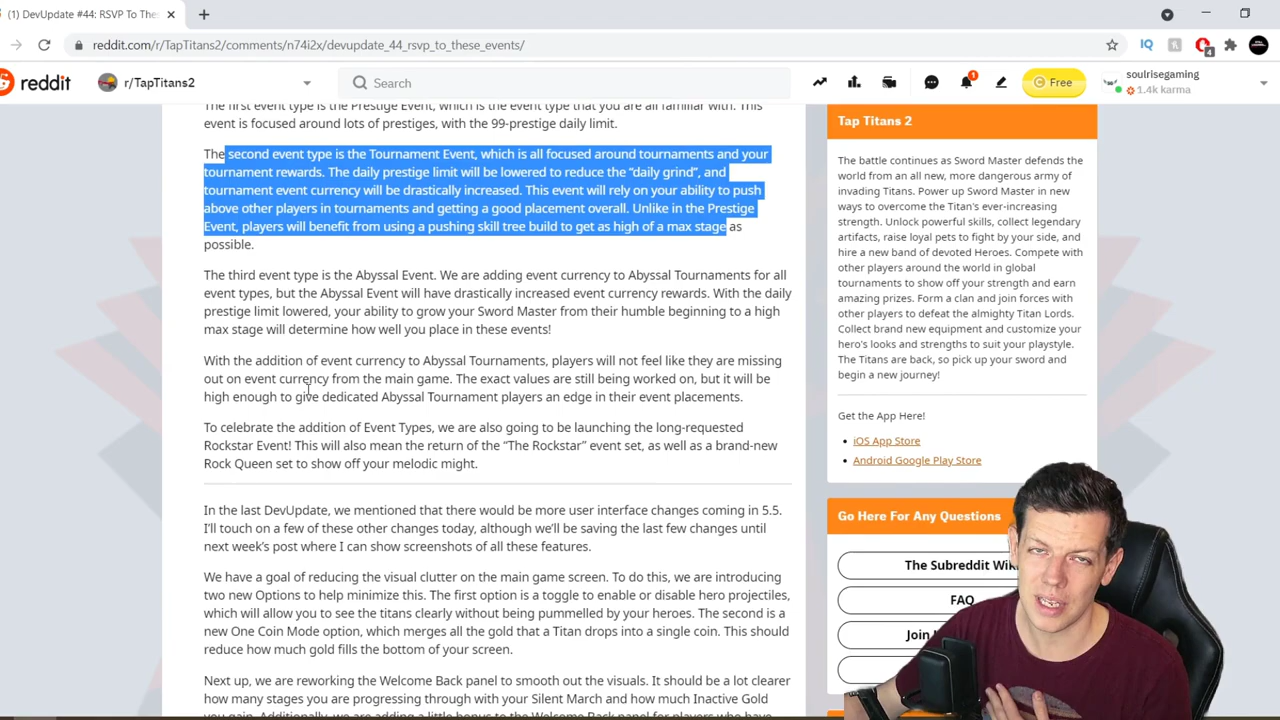 (1) DevUpdate #44: RSVP To Thes
reddit.com/r/TapTitans2/comments/n74i2x/devupdate_44_rsvp_to_these_events/
IQ
4
reddit
r/TapTitans2
Search
1
Free
soulrisegaming
1.4k karma
The first event type is the Prestige Event, which is the event type that you are all familiar with. This
event is focused around lots of prestiges, with the 99-prestige daily limit.
The second event type is the Tournament Event, which is all focused around tournaments and your
tournament rewards. The daily prestige limit will be lowered to reduce the “daily grind”, and
tournament event currency will be drastically increased. This event will rely on your ability to push
above other players in tournaments and getting a good placement overall. Unlike in the Prestige
Event, players will benefit from using a pushing skill tree build to get as high of a max stage as
possible.
The third event type is the Abyssal Event. We are adding event currency to Abyssal Tournaments for all
event types, but the Abyssal Event will have drastically increased event currency rewards. With the daily
prestige limit lowered, your ability to grow your Sword Master from their humble beginning to a high
max stage will determine how well you place in these events!
With the addition of event currency to Abyssal Tournaments, players will not feel like they are missing
out on event currency from the main game. The exact values are still being worked on, but it will be
high enough to give dedicated Abyssal Tournament players an edge in their event placements.
To celebrate the addition of Event Types, we are also going to be launching the long-requested
Rockstar Event! This will also mean the return of the “The Rockstar” event set, as well as a brand-new
Rock Queen set to show off your melodic might.
In the last DevUpdate, we mentioned that there would be more user interface changes coming in 5.5.
I’ll touch on a few of these other changes today, although we’ll be saving the last few changes until
next week’s post where I can show screenshots of all these features.
We have a goal of reducing the visual clutter on the main game screen. To do this, we are introducing
two new Options to help minimize this. The first option is a toggle to enable or disable hero projectiles,
which will allow you to see the titans clearly without being pummelled by your heroes. The second is a
new One Coin Mode option, which merges all the gold that a Titan drops into a single coin. This should
reduce how much gold fills the bottom of your screen.
Next up, we are reworking the Welcome Back panel to smooth out the visuals. It should be a lot clearer
how many stages you are progressing through with your Silent March and how much Inactive Gold
you gain. Additionally, we are adding a little bonus to the Welcome Back panel for players who have
Tap Titans 2
The battle continues as Sword Master defends the
world from an all new, more dangerous army of
invading Titans. Power up Sword Master in new
ways to overcome the Titan's ever-increasing
strength. Unlock powerful skills, collect legendary
artifacts, raise loyal pets to fight by your side, and
hire a new band of devoted Heroes. Compete with
other players around the world in global
tournaments to show off your strength and earn
amazing prizes. Form a clan and join forces with
other players to defeat the almighty Titan Lords.
Collect brand new equipment and customize your
hero's looks and strengths to suit your playstyle.
The Titans are back, so pick up your sword and
begin a new journey!
Get the App Here!
iOS App Store
Android Google Play Store
Go Here For Any Questions
The Subreddit Wik
FAQ
Join